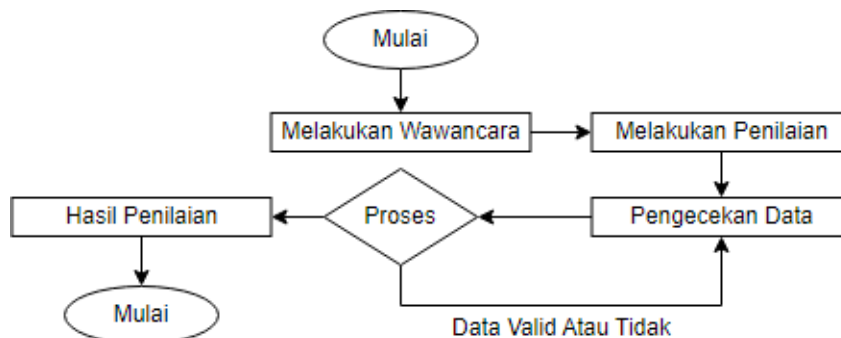 Mulai
Melakukan Wawancara
Melakukan Penilaian
Hasil Penilaian
Proses
Pengecekan Data
Mulai
Data Valid Atau Tidak